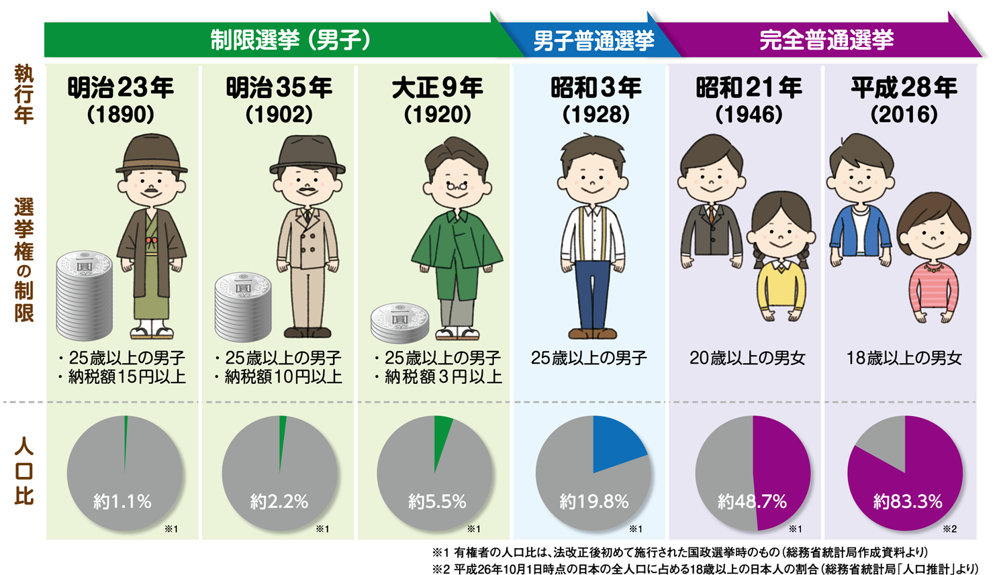 制限選挙（男子）
男子普通選挙
完全普通選挙
執行年
明治23年
（1890）
明治35年
（1902）
大正9年
（1920）
昭和3年
（1928）
昭和21年
（1946）
平成28年
（2016）
選挙権の制限
一圓
一圓
一圓
・25歳以上の男子
・納税額15円以上
・25歳以上の男子
・納税額10円以上
・25歳以上の男子
・納税額3円以上
25歳以上の男子
20歳以上の男女
18歳以上の男女
人口比
約1.1%
※1
約2.2%
※1
約5.5%
※1
約19.8%
※1
約48.7%
※1
約83.3%
※2
※1 有権者の人口比は、法改正後初めて施行された国政選挙時のもの（総務省統計局作成資料より）
※2 平成26年10月1日時点の日本の全人口に占める18歳以上の日本人の割合（総務省統計局「人口推計」より）